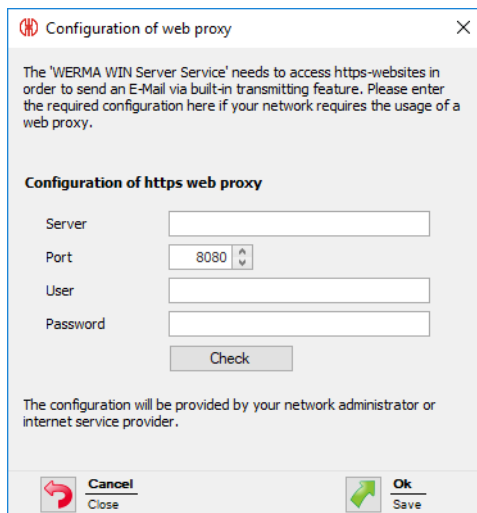 Configuration of web proxy
The 'WERMA WIN Server Service' needs to access https-websites in
order to send an E-Mail via built-in transmitting feature. Please enter
the required configuration here if your network requires the usage of a
web proxy.
Configuration of https web proxy
Server
Port 8080
User
Password
Check
The configuration will be provided by your network administrator or
internet service provider.
Cancel Ok
Close Save